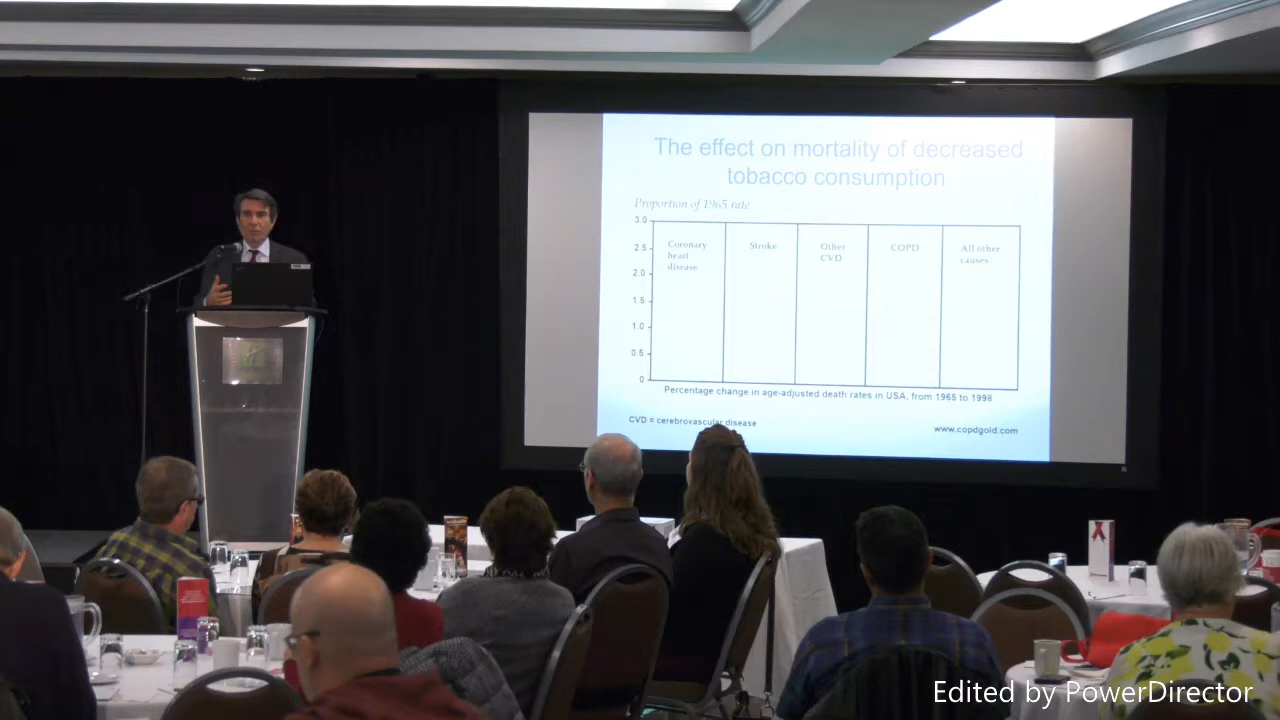 The effect on mortality of decreased
tobacco consumption
Proportion of 1965 rate
3.0
2.5
2.0
1.5
1.0
0.5
0
Coronary
heart
disease
Stroke
Other
CVD
COPD
All other
causes
Percentage change in age-adjusted death rates in USA, from 1965 to 1998
CVD = cerebrovascular disease
www.copdgold.com
Edited by PowerDirector